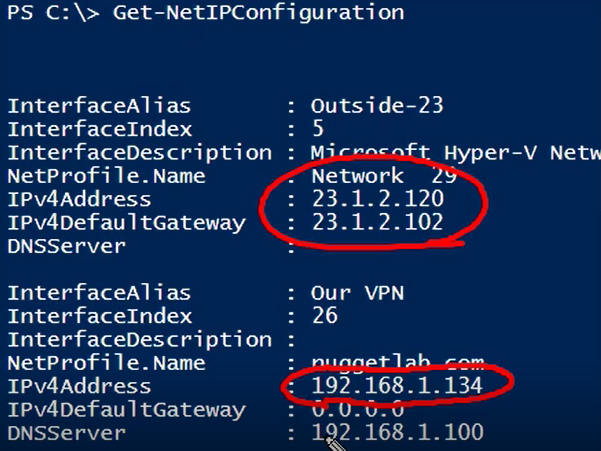 PS C:\> Get-NetIPConfiguration
InterfaceAlias : Outside-23
InterfaceIndex : 5
InterfaceDescription : Microsoft Hyper-V Netw
NetProfile.Name : Network 29
IPv4Address : 23.1.2.120
IPv4DefaultGateway : 23.1.2.102
DNSServer :
InterfaceAlias : Our VPN
InterfaceIndex : 26
InterfaceDescription :
NetProfile.Name : nuggetlab.com
IPv4Address : 192.168.1.134
IPv4DefaultGateway : 0.0.0.0
DNSServer : 192.168.1.100